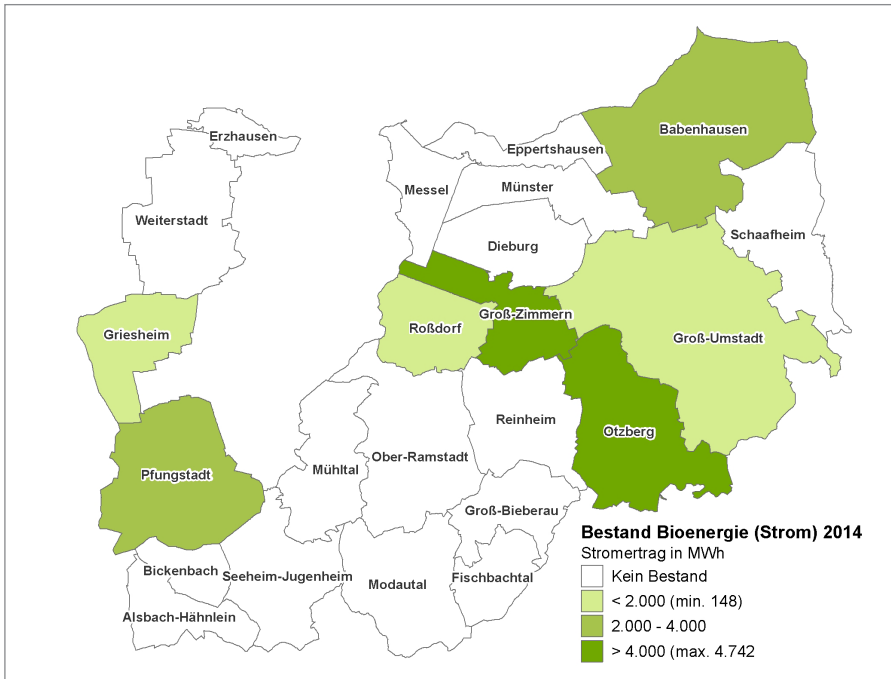 Erzhausen
Babenhausen
Eppertshausen
Messel
Münster
Weiterstadt
Schaafheim
Dieburg
Groß-Zimmern
Roßdorf
Griesheim
Groß-Umstadt
Reinheim
Otzberg
Ober-Ramstadt
Mühltal
Pfungstadt
Groß-Bieberau
Bickenbach
Seeheim-Jugenheim
Modautal
Fischbachtal
Alsbach-Hähnlein
Bestand Bioenergie (Strom) 2014
Stromertrag in MWh
Kein Bestand
< 2.000 (min. 148)
2.000 - 4.000
> 4.000 (max. 4.742